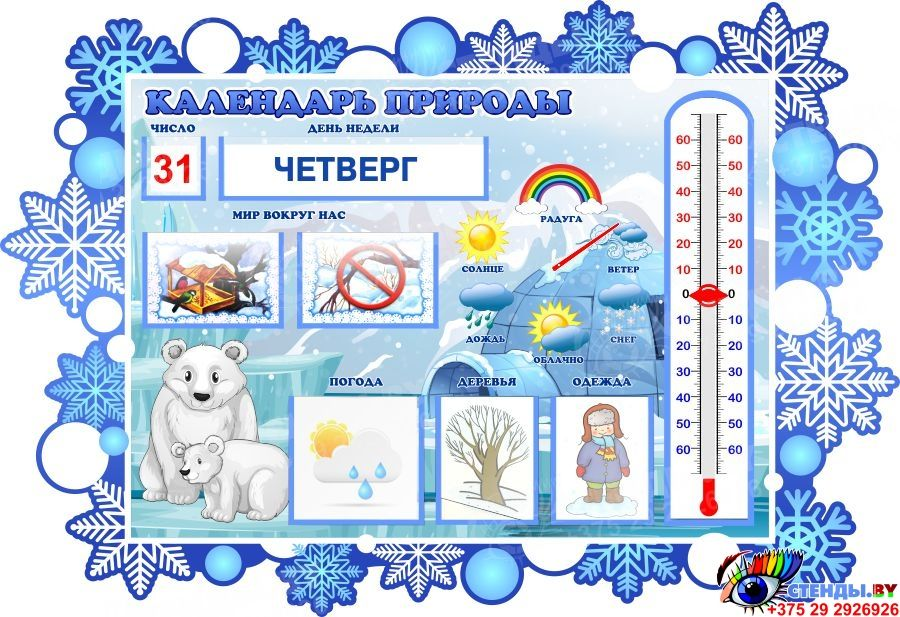 КАЛЕНДАРЬ ПРИРОДЫ
ЧИСЛО
ДЕНЬ НЕДЕЛИ
31
ЧЕТВЕРГ
МИР ВОКРУГ НАС
РАДУГА
СОЛНЦЕ
ВЕТЕР
ДОЖДЬ
ОБЛАЧНО
СНЕГ
ПОГОДА
ДЕРЕВЬЯ
ОДЕЖДА
60 60
50 50
40 40
30 30
20 20
10 10
0 0
10 10
20 20
30 30
40 40
50 50
60 60
СТЕНДЫ.BY
+375 29 2926926